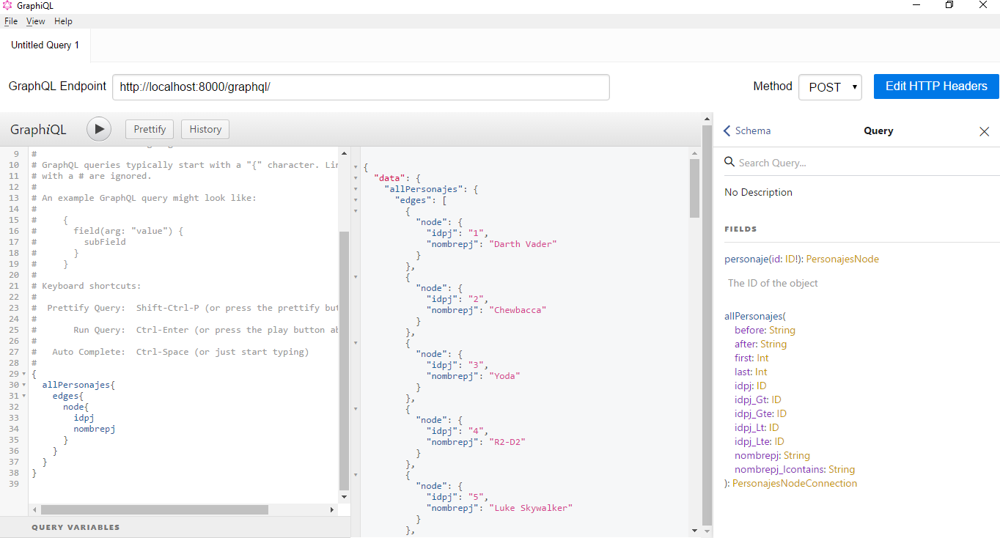 GraphiQL
File View Help
Untitled Query 1
GraphQL Endpoint http://localhost:8000/graphql/ Method POST Edit HTTP Headers
GraphiQL Prettify History
9 #
10 # GraphQL queries typically start with a "{" character. Lin
11 # with a # are ignored.
12 #
13 # An example GraphQL query might look like:
14 #
15 #     {
16 #       field(arg: "value") {
17 #         subField
18 #       }
19 #     }
20 #
21 # Keyboard shortcuts:
22 #
23 #  Prettify Query:  Shift-Ctrl-P (or press the prettify but
24 #
25 #       Run Query:  Ctrl-Enter (or press the play button ab
26 #
27 #   Auto Complete:  Ctrl-Space (or just start typing)
28 #
29 {
30   allPersonajes{
31     edges{
32       node{
33         idpj
34         nombrepj
35       }
36     }
37   }
38 }
39
QUERY VARIABLES
{
  "data": {
    "allPersonajes": {
      "edges": [
        {
          "node": {
            "idpj": "1",
            "nombrepj": "Darth Vader"
          }
        },
        {
          "node": {
            "idpj": "2",
            "nombrepj": "Chewbacca"
          }
        },
        {
          "node": {
            "idpj": "3",
            "nombrepj": "Yoda"
          }
        },
        {
          "node": {
            "idpj": "4",
            "nombrepj": "R2-D2"
          }
        },
        {
          "node": {
            "idpj": "5",
            "nombrepj": "Luke Skywalker"
          }
        },
Schema Query
Search Query...
No Description
FIELDS
personaje(id: ID!): PersonajesNode
The ID of the object
allPersonajes(
before: String
after: String
first: Int
last: Int
idpj: ID
idpj_Gt: ID
idpj_Gte: ID
idpj_Lt: ID
idpj_Lte: ID
nombrepj: String
nombrepj_Icontains: String
): PersonajesNodeConnection